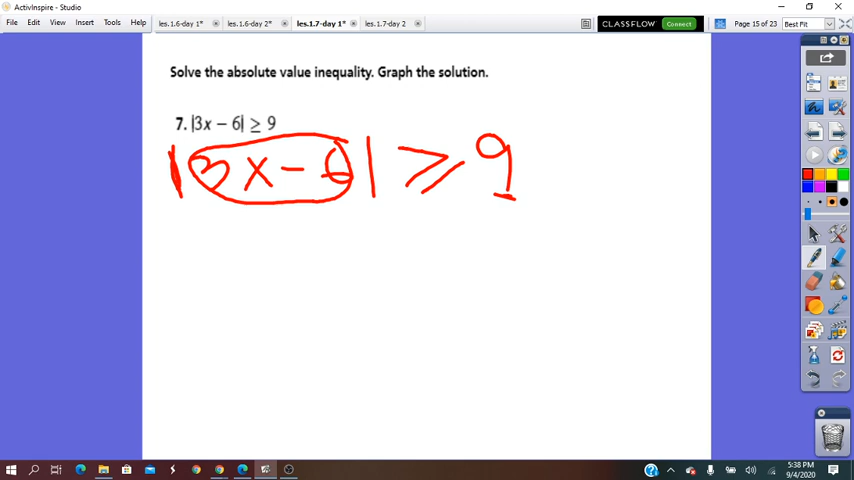 ActivInspire - Studio
les.1.6-day 1* les.1.6-day 2* les.1.7-day 1* les.1.7-day 2
File Edit View Insert Tools Help CLASSFLOW Connect Page 15 of 23 Best Fit
Solve the absolute value inequality. Graph the solution.
7. |3x − 6| ≥ 9
|3x − 6| ≥ 9
5:38 PM
9/4/2020